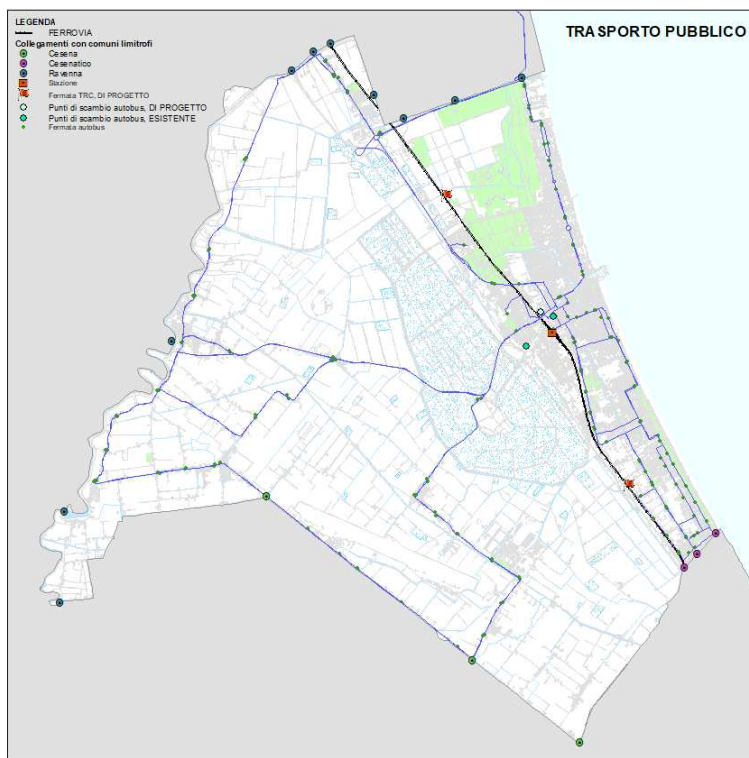 LEGENDA
FERROVIA
Collegamenti con comuni limitrofi
Cesena
Cesenatico
Ravenna
Stazione
Fermata TRC, DI PROGETTO
Punti di scambio autobus, DI PROGETTO
Punti di scambio autobus, ESISTENTE
Fermata autobus
TRASPORTO PUBBLICO